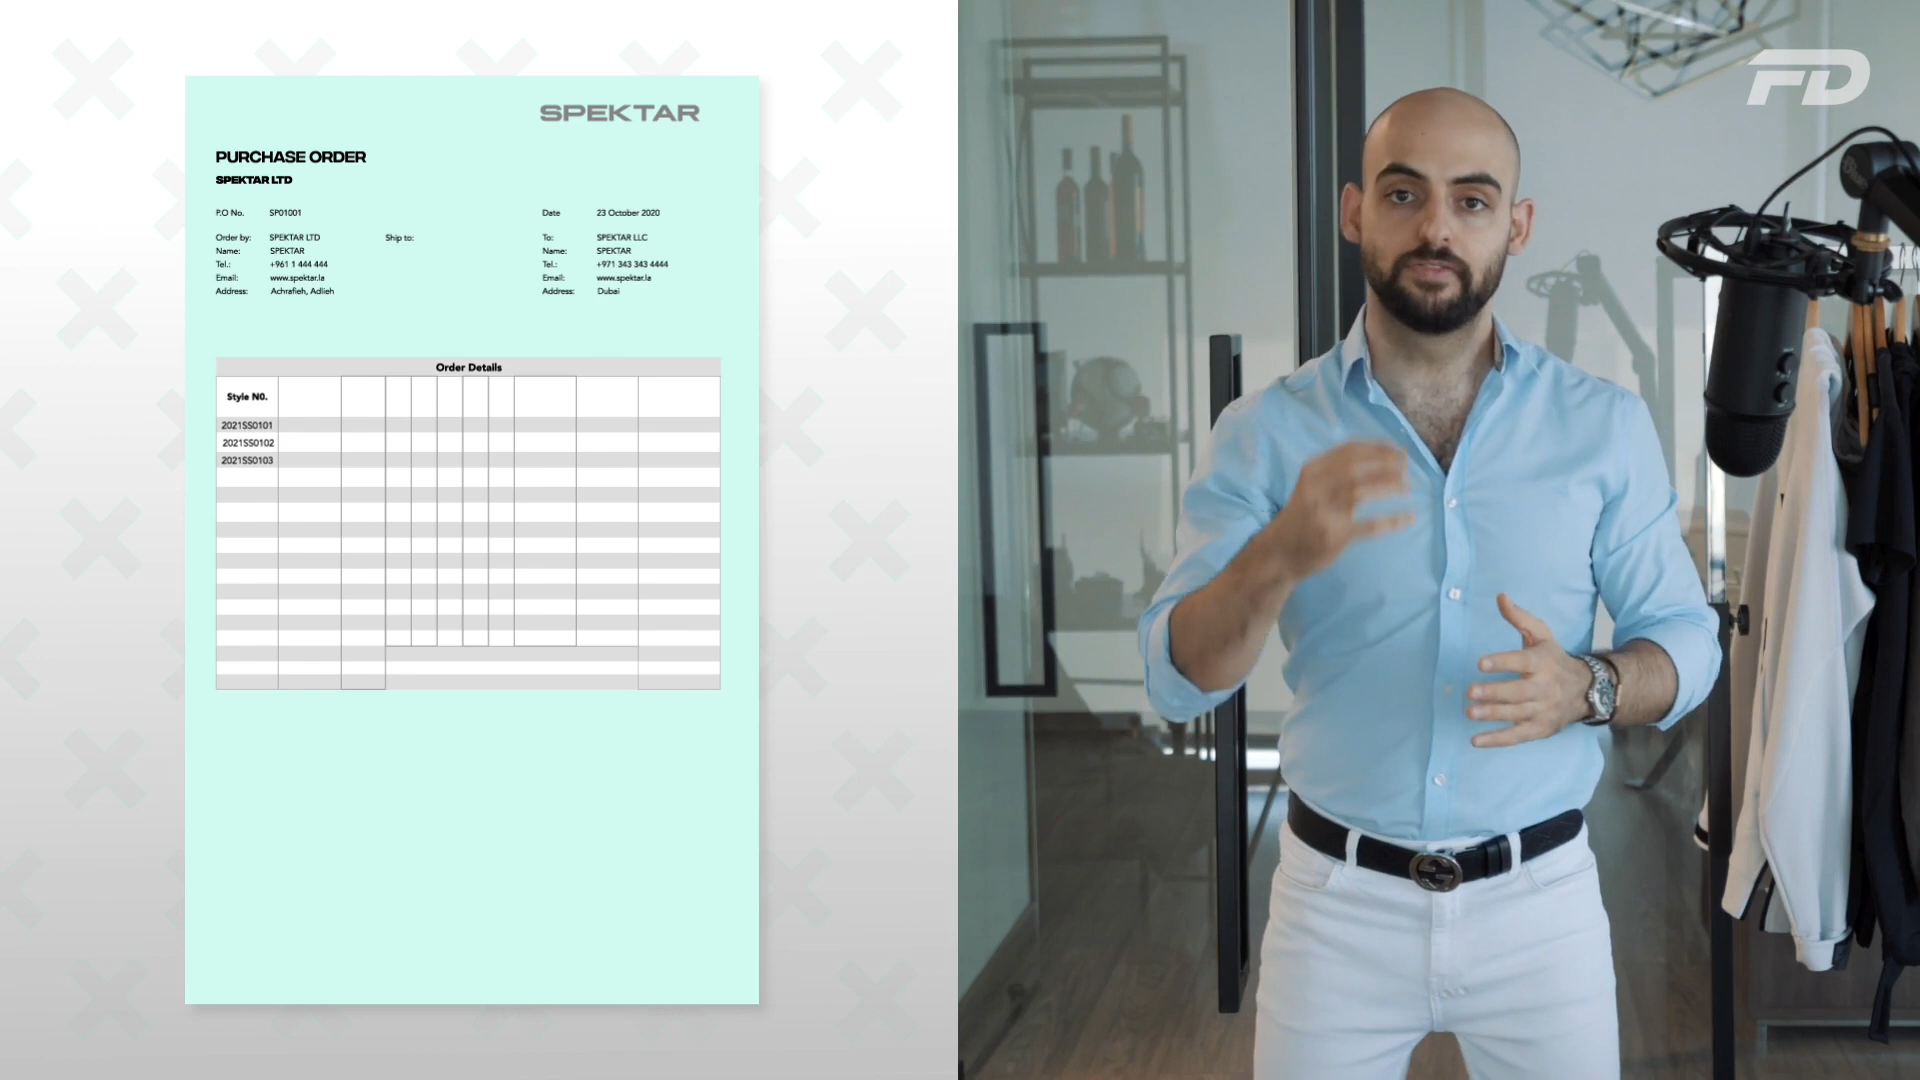 SPEKTAR
PURCHASE ORDER
SPEKTAR LTD
P.O No. SP01001 Date 23 October 2020
Order by: SPEKTAR LTD Ship to: To: SPEKTAR LLC
Name: SPEKTAR Name: SPEKTAR
Tel.: +961 1 444 444 Tel.: +971 343 343 4444
Email: www.spektar.la Email: www.spektar.la
Address: Achrafieh, Adlieh Address: Dubai
Order Details
Style N0.
2021SS0101
2021SS0102
2021SS0103
FD